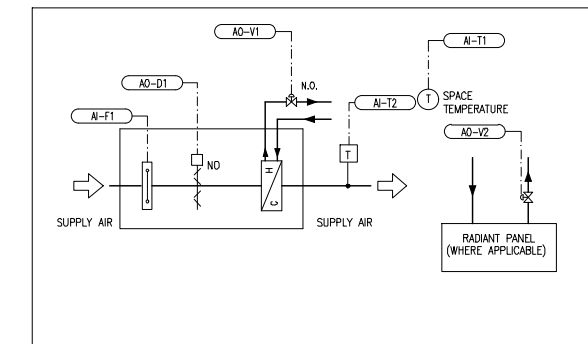 AO-V1
AI-T1
N.O.
AO-D1
AI-T2
T
SPACE
TEMPERATURE
AI-F1
AO-V2
NO
T
H
C
SUPPLY AIR
SUPPLY AIR
RADIANT PANEL
(WHERE APPLICABLE)